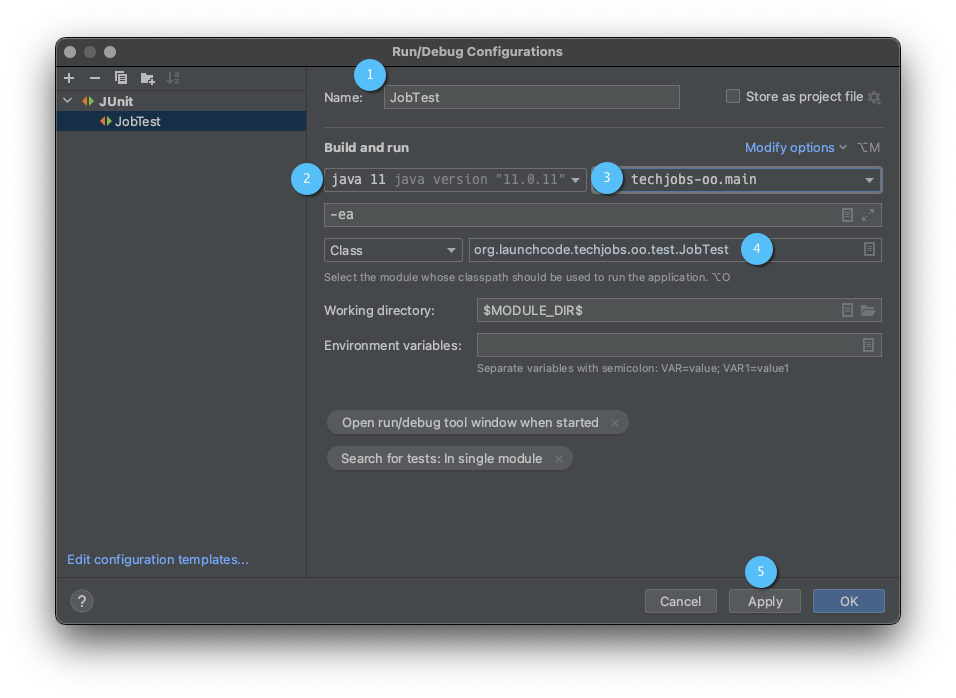 Run/Debug Configurations
1
Name: JobTest Store as project file
JUnit
JobTest
Build and run Modify options ⌥M
2 java 11 java version "11.0.11" 3 techjobs-oo.main
-ea
Class org.launchcode.techjobs.oo.test.JobTest 4
Select the module whose classpath should be used to run the application. ⌥O
Working directory: $MODULE_DIR$
Environment variables:
Separate variables with semicolon: VAR=value; VAR1=value1
Open run/debug tool window when started ×
Search for tests: In single module ×
Edit configuration templates...
5
? Cancel Apply OK